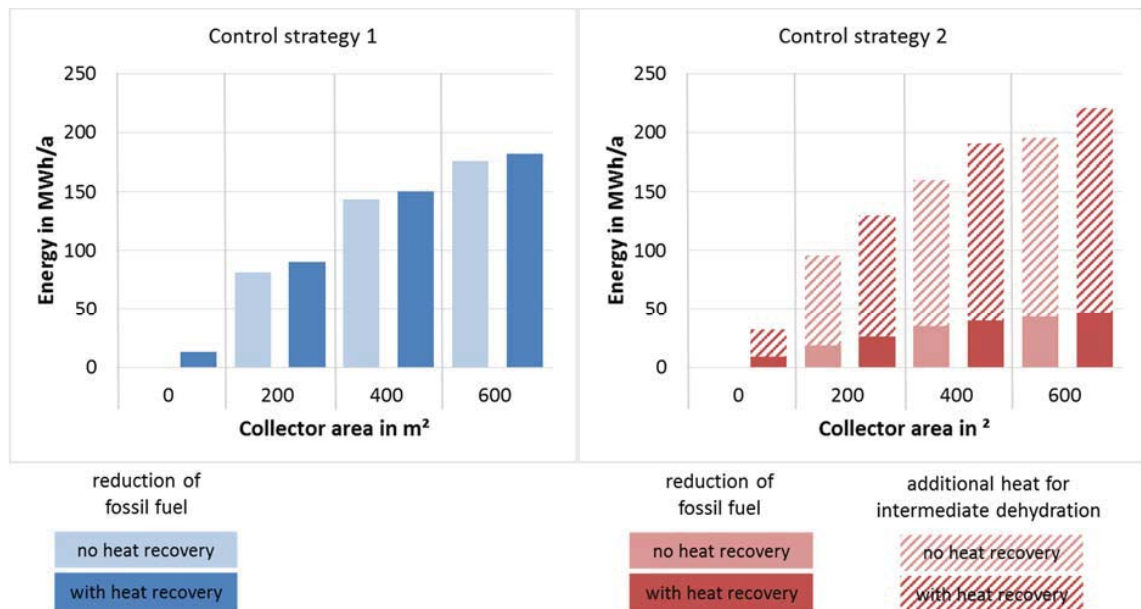 Control strategy 1
Energy in MWh/a
250
200
150
100
50
0
0 200 400 600
Collector area in m²
reduction of
fossil fuel
no heat recovery
with heat recovery
Control strategy 2
Energy in MWh/a
250
200
150
100
50
0
0 200 400 600
Collector area in ²
reduction of
fossil fuel
no heat recovery
with heat recovery
additional heat for
intermediate dehydration
no heat recovery
with heat recovery